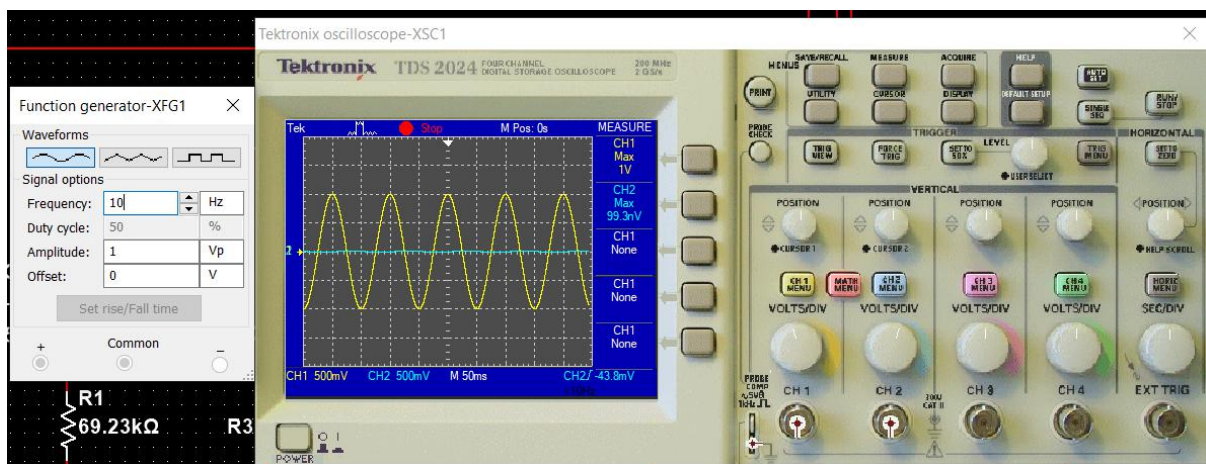 Tektronix oscilloscope-XSC1
Function generator-XFG1
Waveforms
Signal options
Frequency: 10 Hz
Duty cycle: 50 %
Amplitude: 1 Vp
Offset: 0 V
Set rise/Fall time
+ Common −
R1
69.23kΩ
R3
Tektronix TDS 2024 FOUR CHANNEL DIGITAL STORAGE OSCILLOSCOPE 200 MHz 2 GS/s
Tek Stop M Pos: 0s MEASURE
CH1
Max
1V
CH2
Max
99.3nV
CH1
None
CH1
None
CH1
None
CH1 500mV CH2 500mV M 50ms CH2 -43.8mV
POWER
MENUS
SAVE/RECALL MEASURE ACQUIRE HELP
PRINT
UTILITY CURSOR DISPLAY DEFAULT SETUP
AUTO SET
SINGLE SEQ
RUN/STOP
PROBE CHECK
TRIGGER
TRIG VIEW FORCE TRIG SET TO 50% LEVEL TRIG MENU
USER SELECT
HORIZONTAL
SET TO ZERO
VERTICAL
POSITION POSITION POSITION POSITION POSITION
CURSOR 1 CURSOR 2 HELP SCROLL
CH 1 MENU MATH MENU CH 2 MENU CH 3 MENU CH 4 MENU HORIZ MENU
VOLTS/DIV VOLTS/DIV VOLTS/DIV VOLTS/DIV SEC/DIV
PROBE COMP
~5V@
1kHz
CH 1 CH 2 CH 3 CH 4 EXT TRIG
300V
CAT II